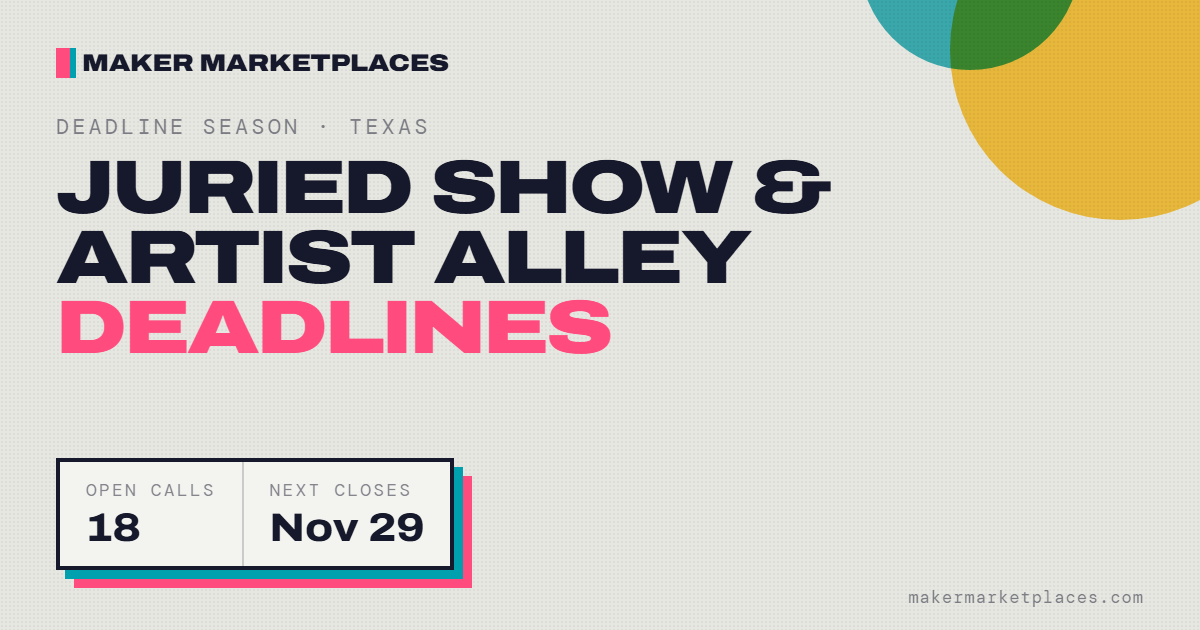 MAKER MARKETPLACES
DEADLINE SEASON · TEXAS
JURIED SHOW &
ARTIST ALLEY
DEADLINES
OPEN CALLS
18
NEXT CLOSES
Nov 29
makermarketplaces.com